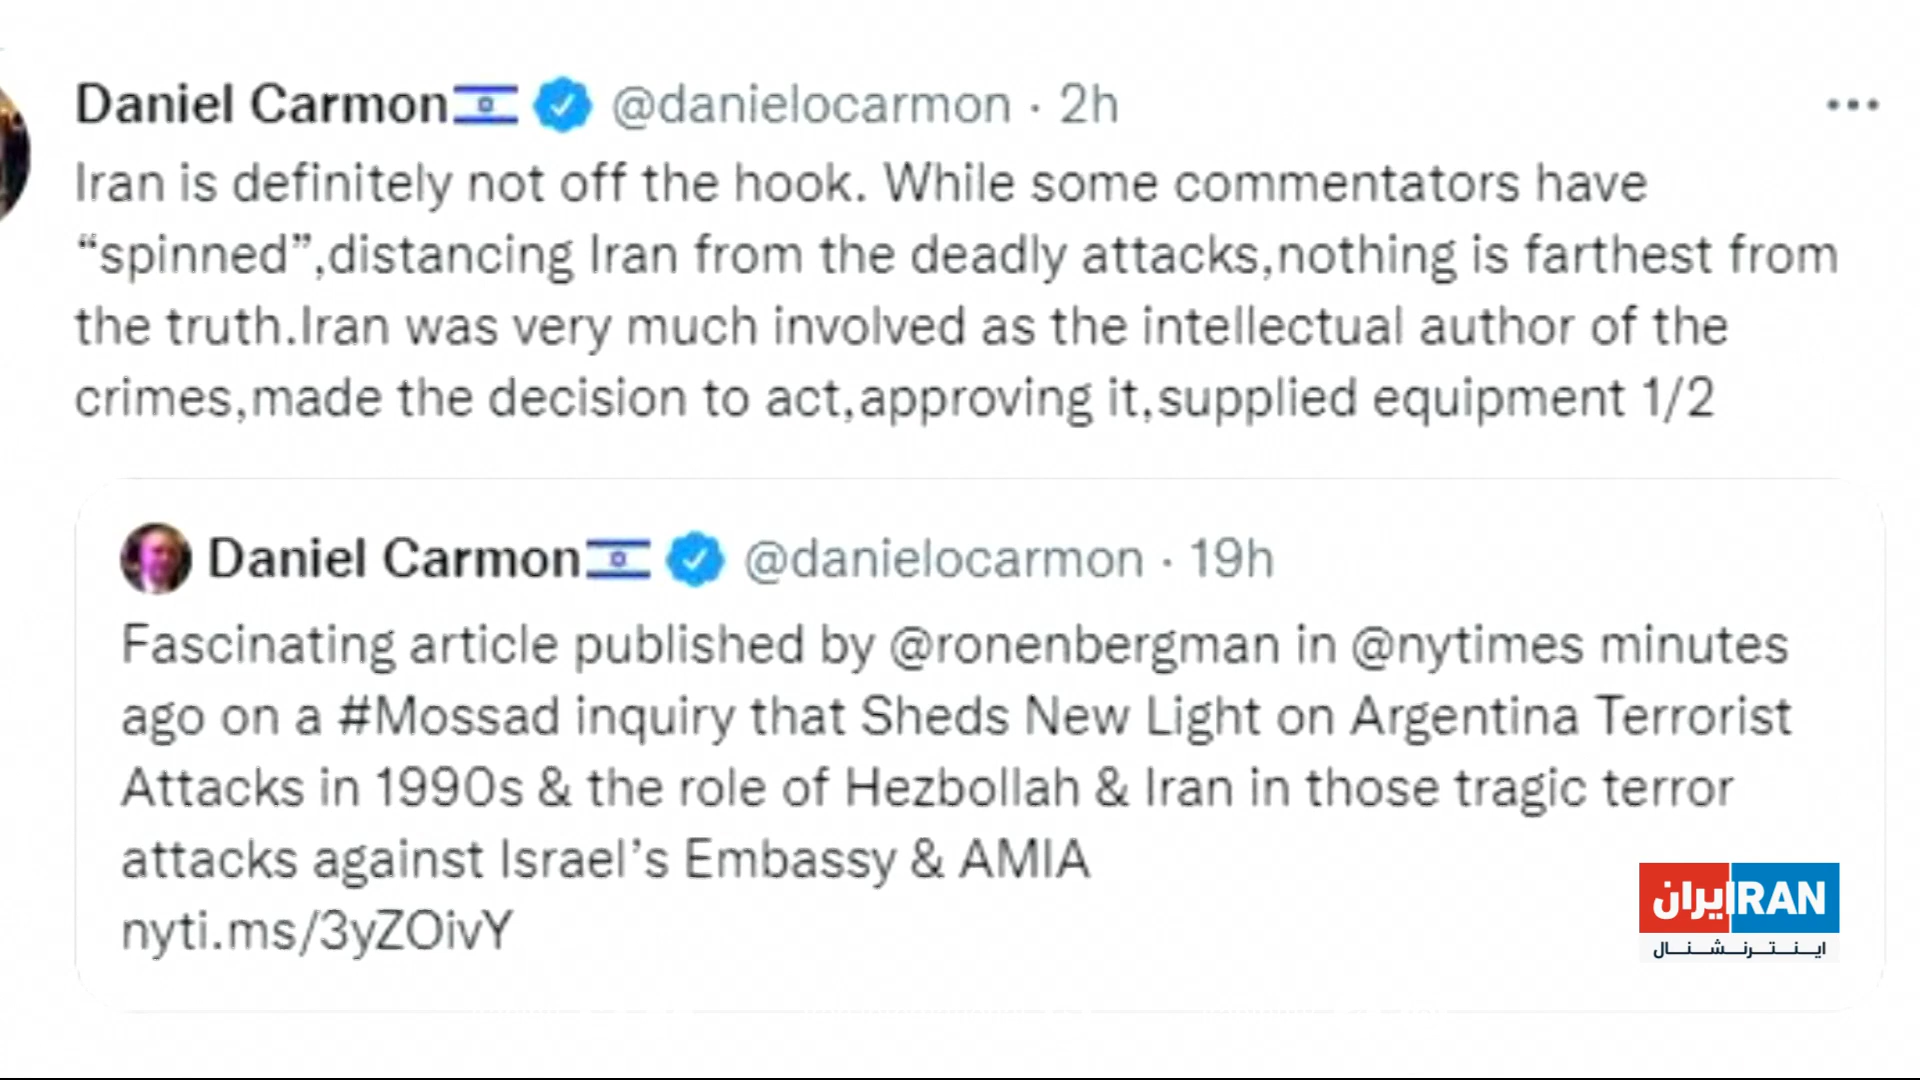 Daniel Carmon @danielocarmon · 2h
Iran is definitely not off the hook. While some commentators have
“spinned”,distancing Iran from the deadly attacks,nothing is farthest from
the truth.Iran was very much involved as the intellectual author of the
crimes,made the decision to act,approving it,supplied equipment 1/2
Daniel Carmon @danielocarmon · 19h
Fascinating article published by @ronenbergman in @nytimes minutes
ago on a #Mossad inquiry that Sheds New Light on Argentina Terrorist
Attacks in 1990s & the role of Hezbollah & Iran in those tragic terror
attacks against Israel’s Embassy & AMIA
nyti.ms/3yZOivY
ایران IRAN
اینترنشنال